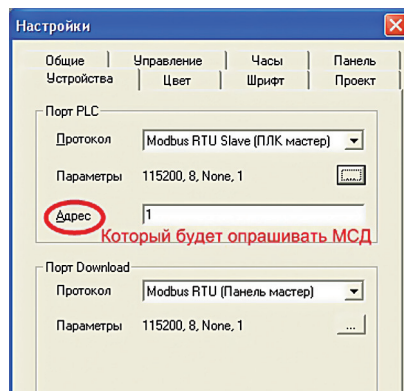 Настройки
Общие Управление Часы Панель
Устройства Цвет Шрифт Проект
Порт PLC
Протокол Modbus RTU Slave (ПЛК мастер)
Параметры 115200, 8, None, 1 ...
Адрес 1
Который будет опрашивать МСД
Порт Download
Протокол Modbus RTU (Панель мастер)
Параметры 115200, 8, None, 1 ...